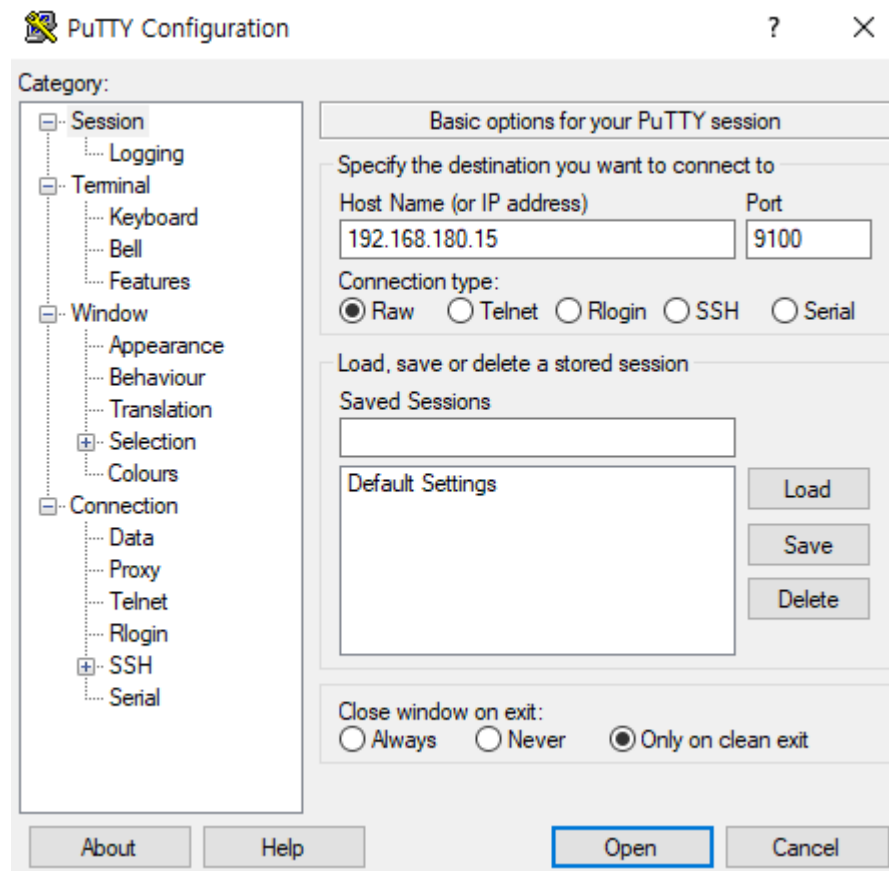 PuTTY Configuration
?
Category:
Session
Logging
Terminal
Keyboard
Bell
Features
Window
Appearance
Behaviour
Translation
Selection
Colours
Connection
Data
Proxy
Telnet
Rlogin
SSH
Serial
Basic options for your PuTTY session
Specify the destination you want to connect to
Host Name (or IP address) Port
192.168.180.15 9100
Connection type:
Raw Telnet Rlogin SSH Serial
Load, save or delete a stored session
Saved Sessions
Default Settings
Load
Save
Delete
Close window on exit:
Always Never Only on clean exit
About Help Open Cancel